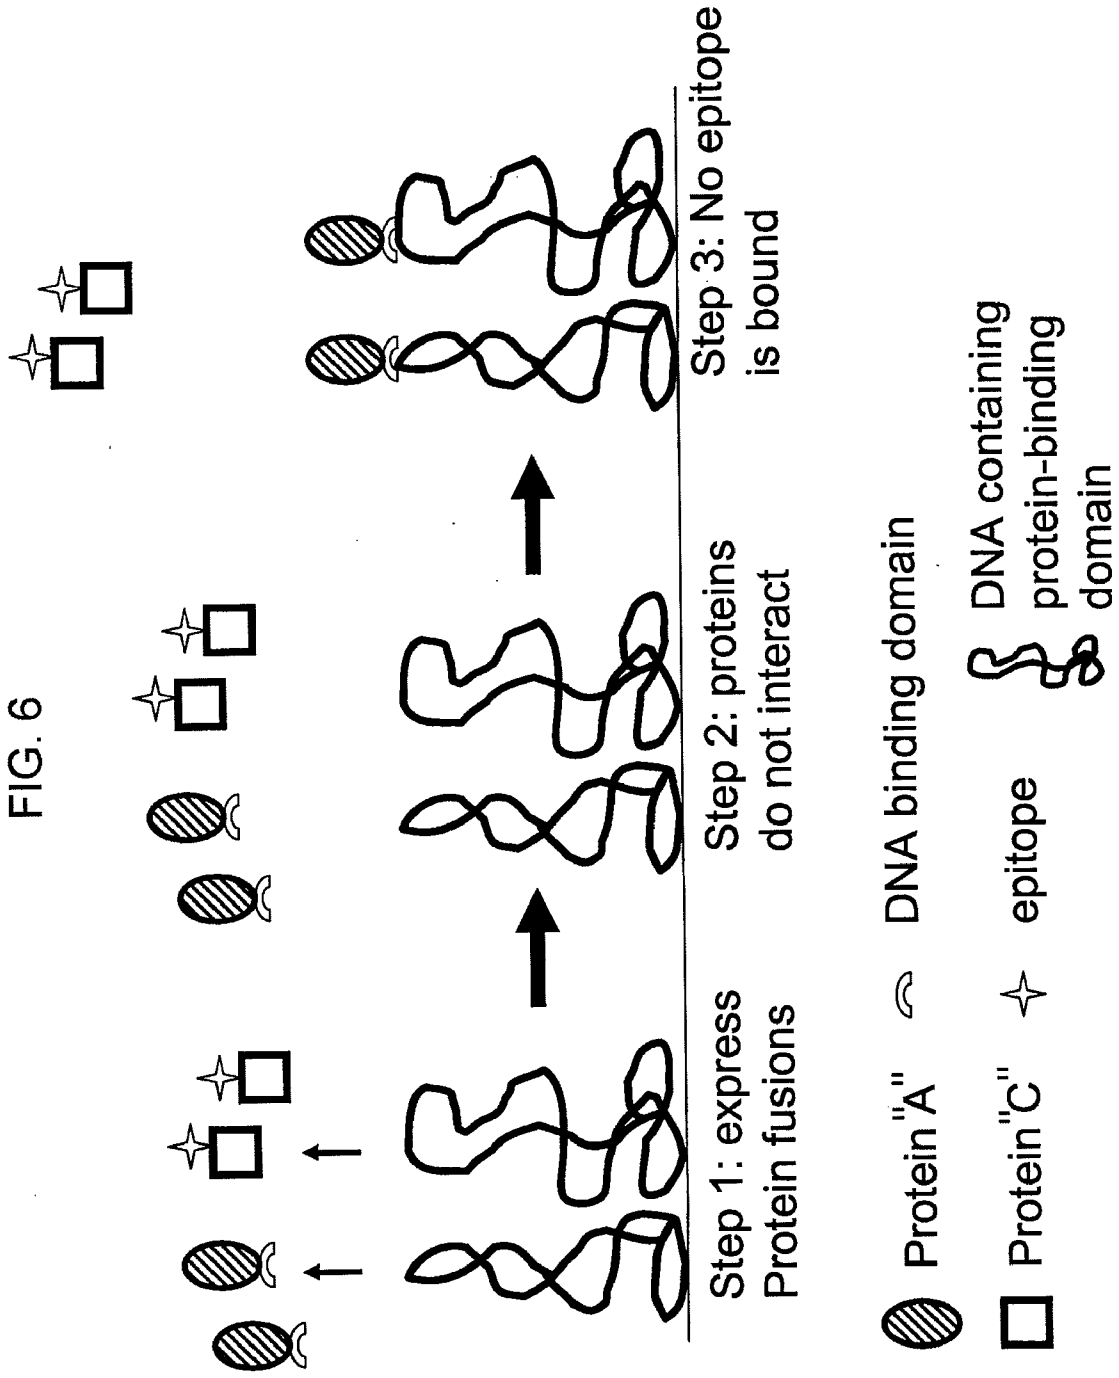 FIG. 6
Step 1: express
Protein fusions
Step 2: proteins
do not interact
Step 3: No epitope
is bound
Protein "A"
DNA binding domain
Protein "C"
epitope
DNA containing
protein-binding
domain